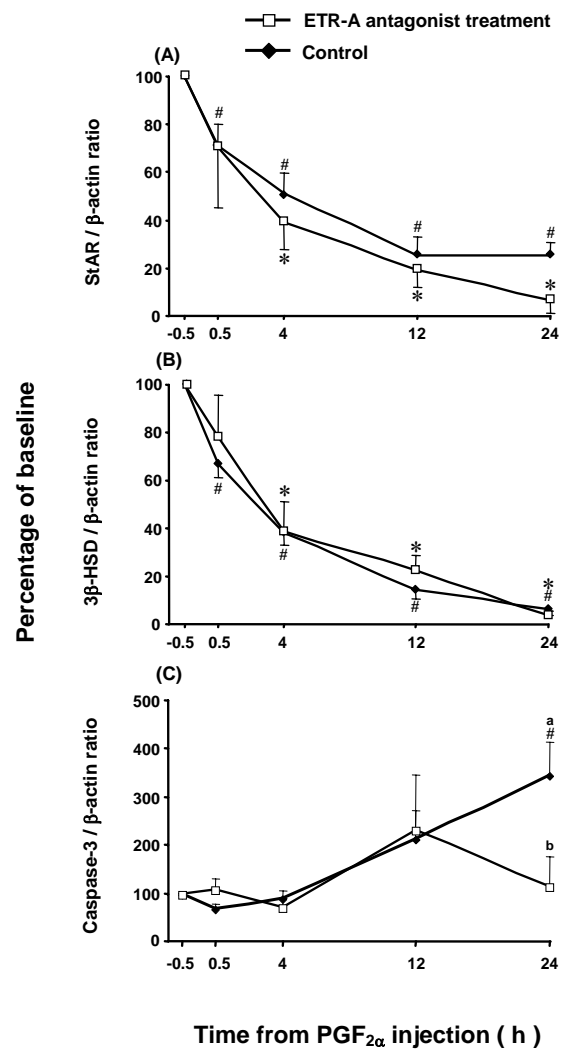 ETR-A antagonist treatment
Control
(A)
100
80
60
40
20
0
StAR / β-actin ratio
# # # #
* * *
-0.5 0.5 4 12 24
(B)
100
80
60
40
20
0
3β-HSD / β-actin ratio
* * *
# # # #
-0.5 0.5 4 12 24
(C)
500
400
300
200
100
0
Caspase-3 / β-actin ratio
a
#
b
-0.5 0.5 4 12 24
Percentage of baseline
Time from PGF2α injection ( h )